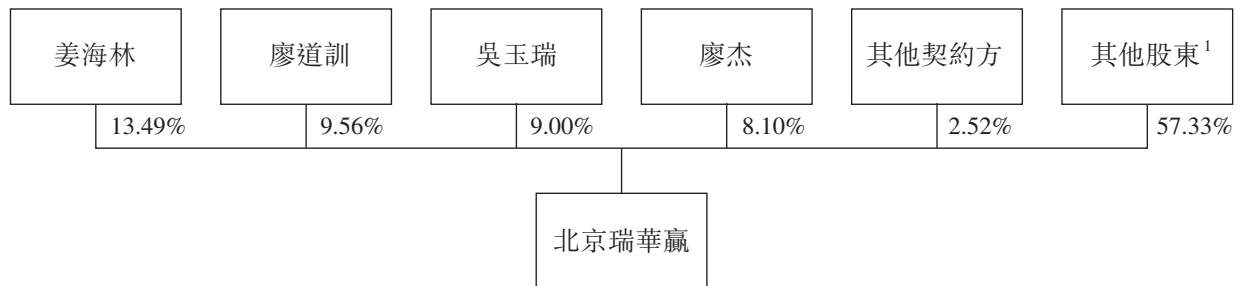 姜海林
廖道訓
吳玉瑞
廖杰
其他契約方
其他股東1
13.49%
9.56%
9.00%
8.10%
2.52%
57.33%
北京瑞華贏